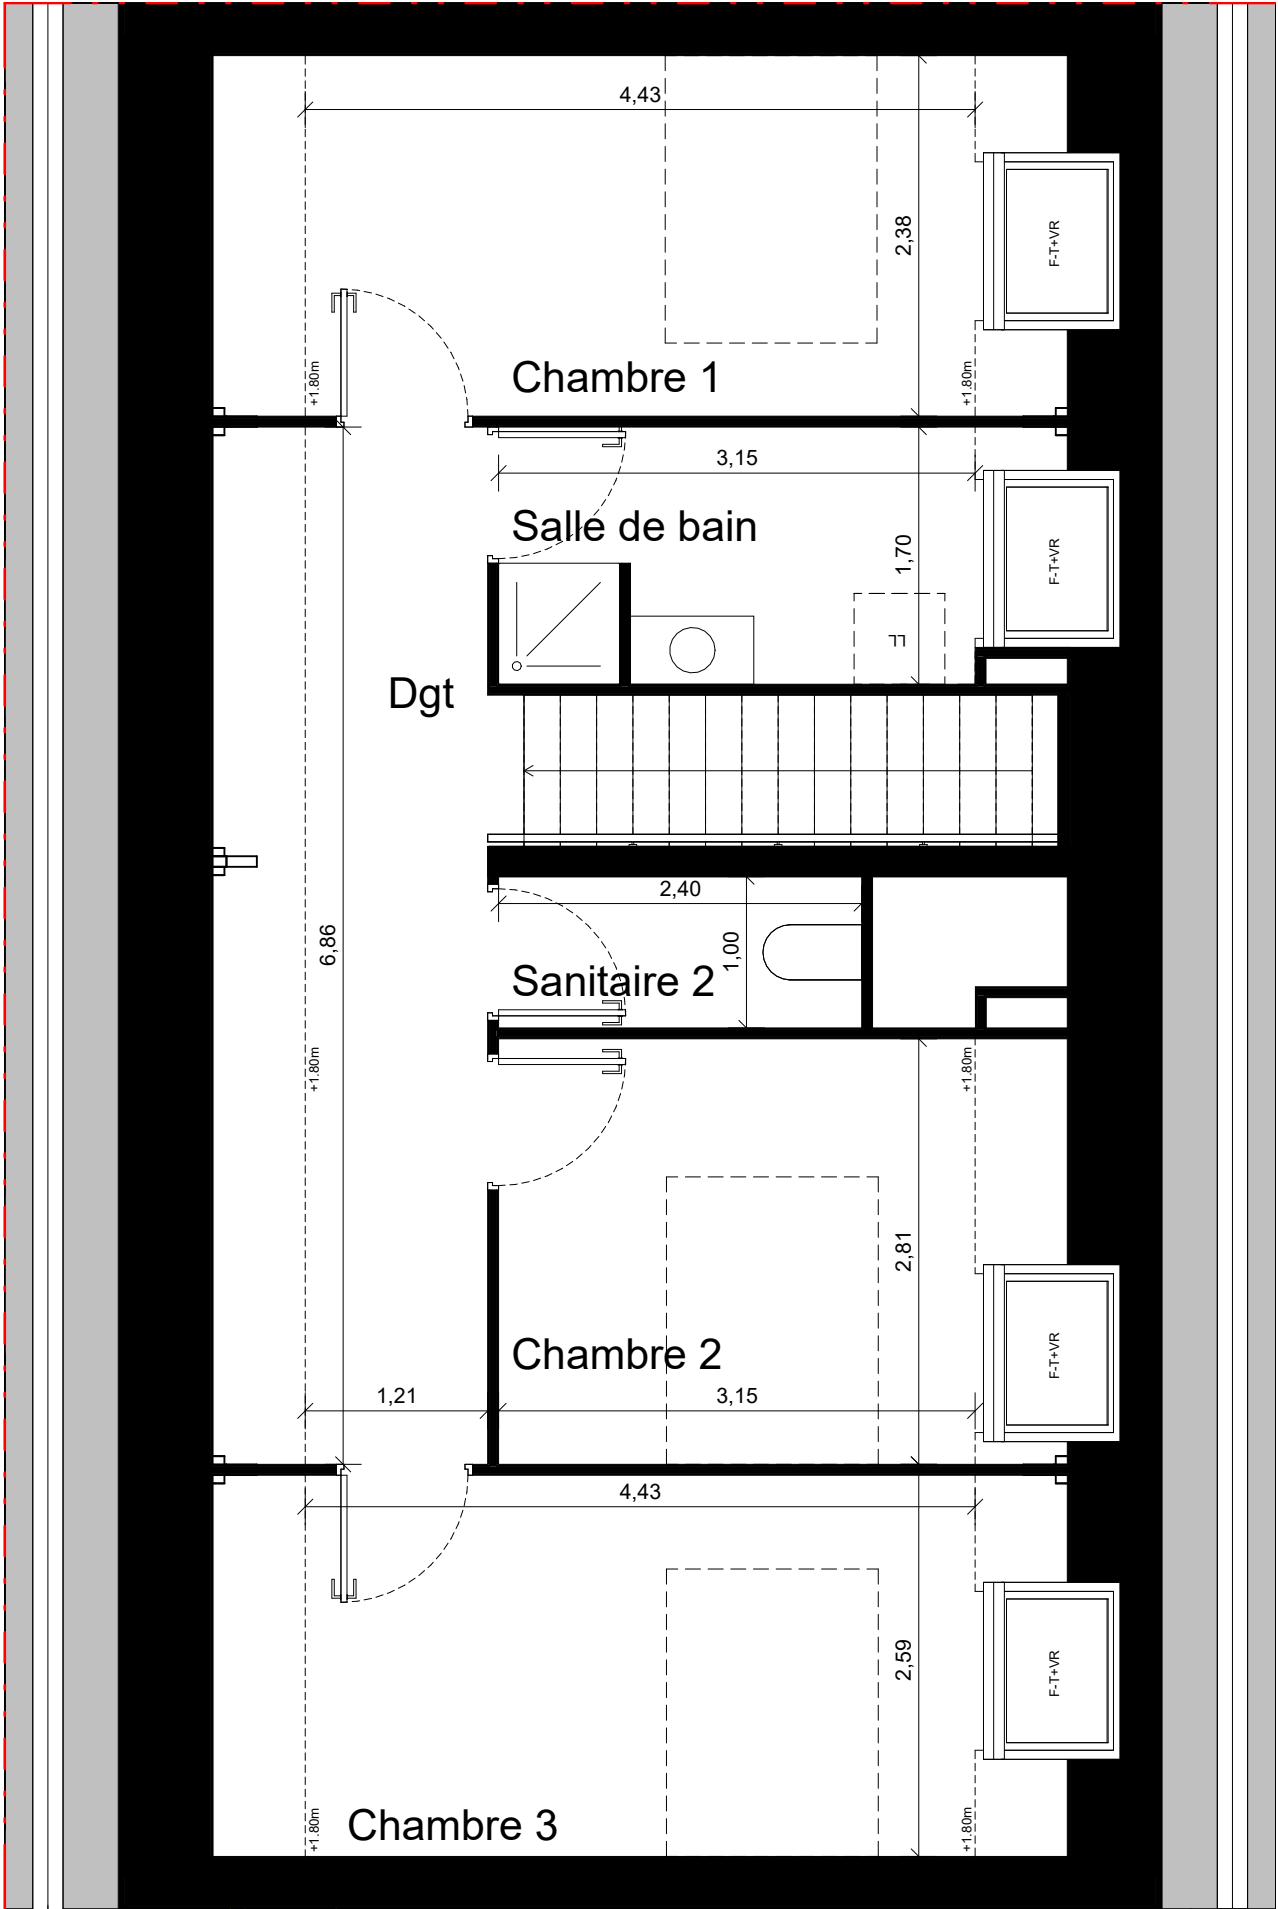 4,43
2,38
F-T+VR
+1.80m
Chambre 1
+1.80m
3,15
Salle de bain
1,70
F-T+VR
LL
Dgt
2,40
6,86
1,00
Sanitaire 2
+1.80m
+1.80m
2,81
Chambre 2
F-T+VR
1,21
3,15
4,43
2,59
F-T+VR
+1.80m
Chambre 3
+1.80m